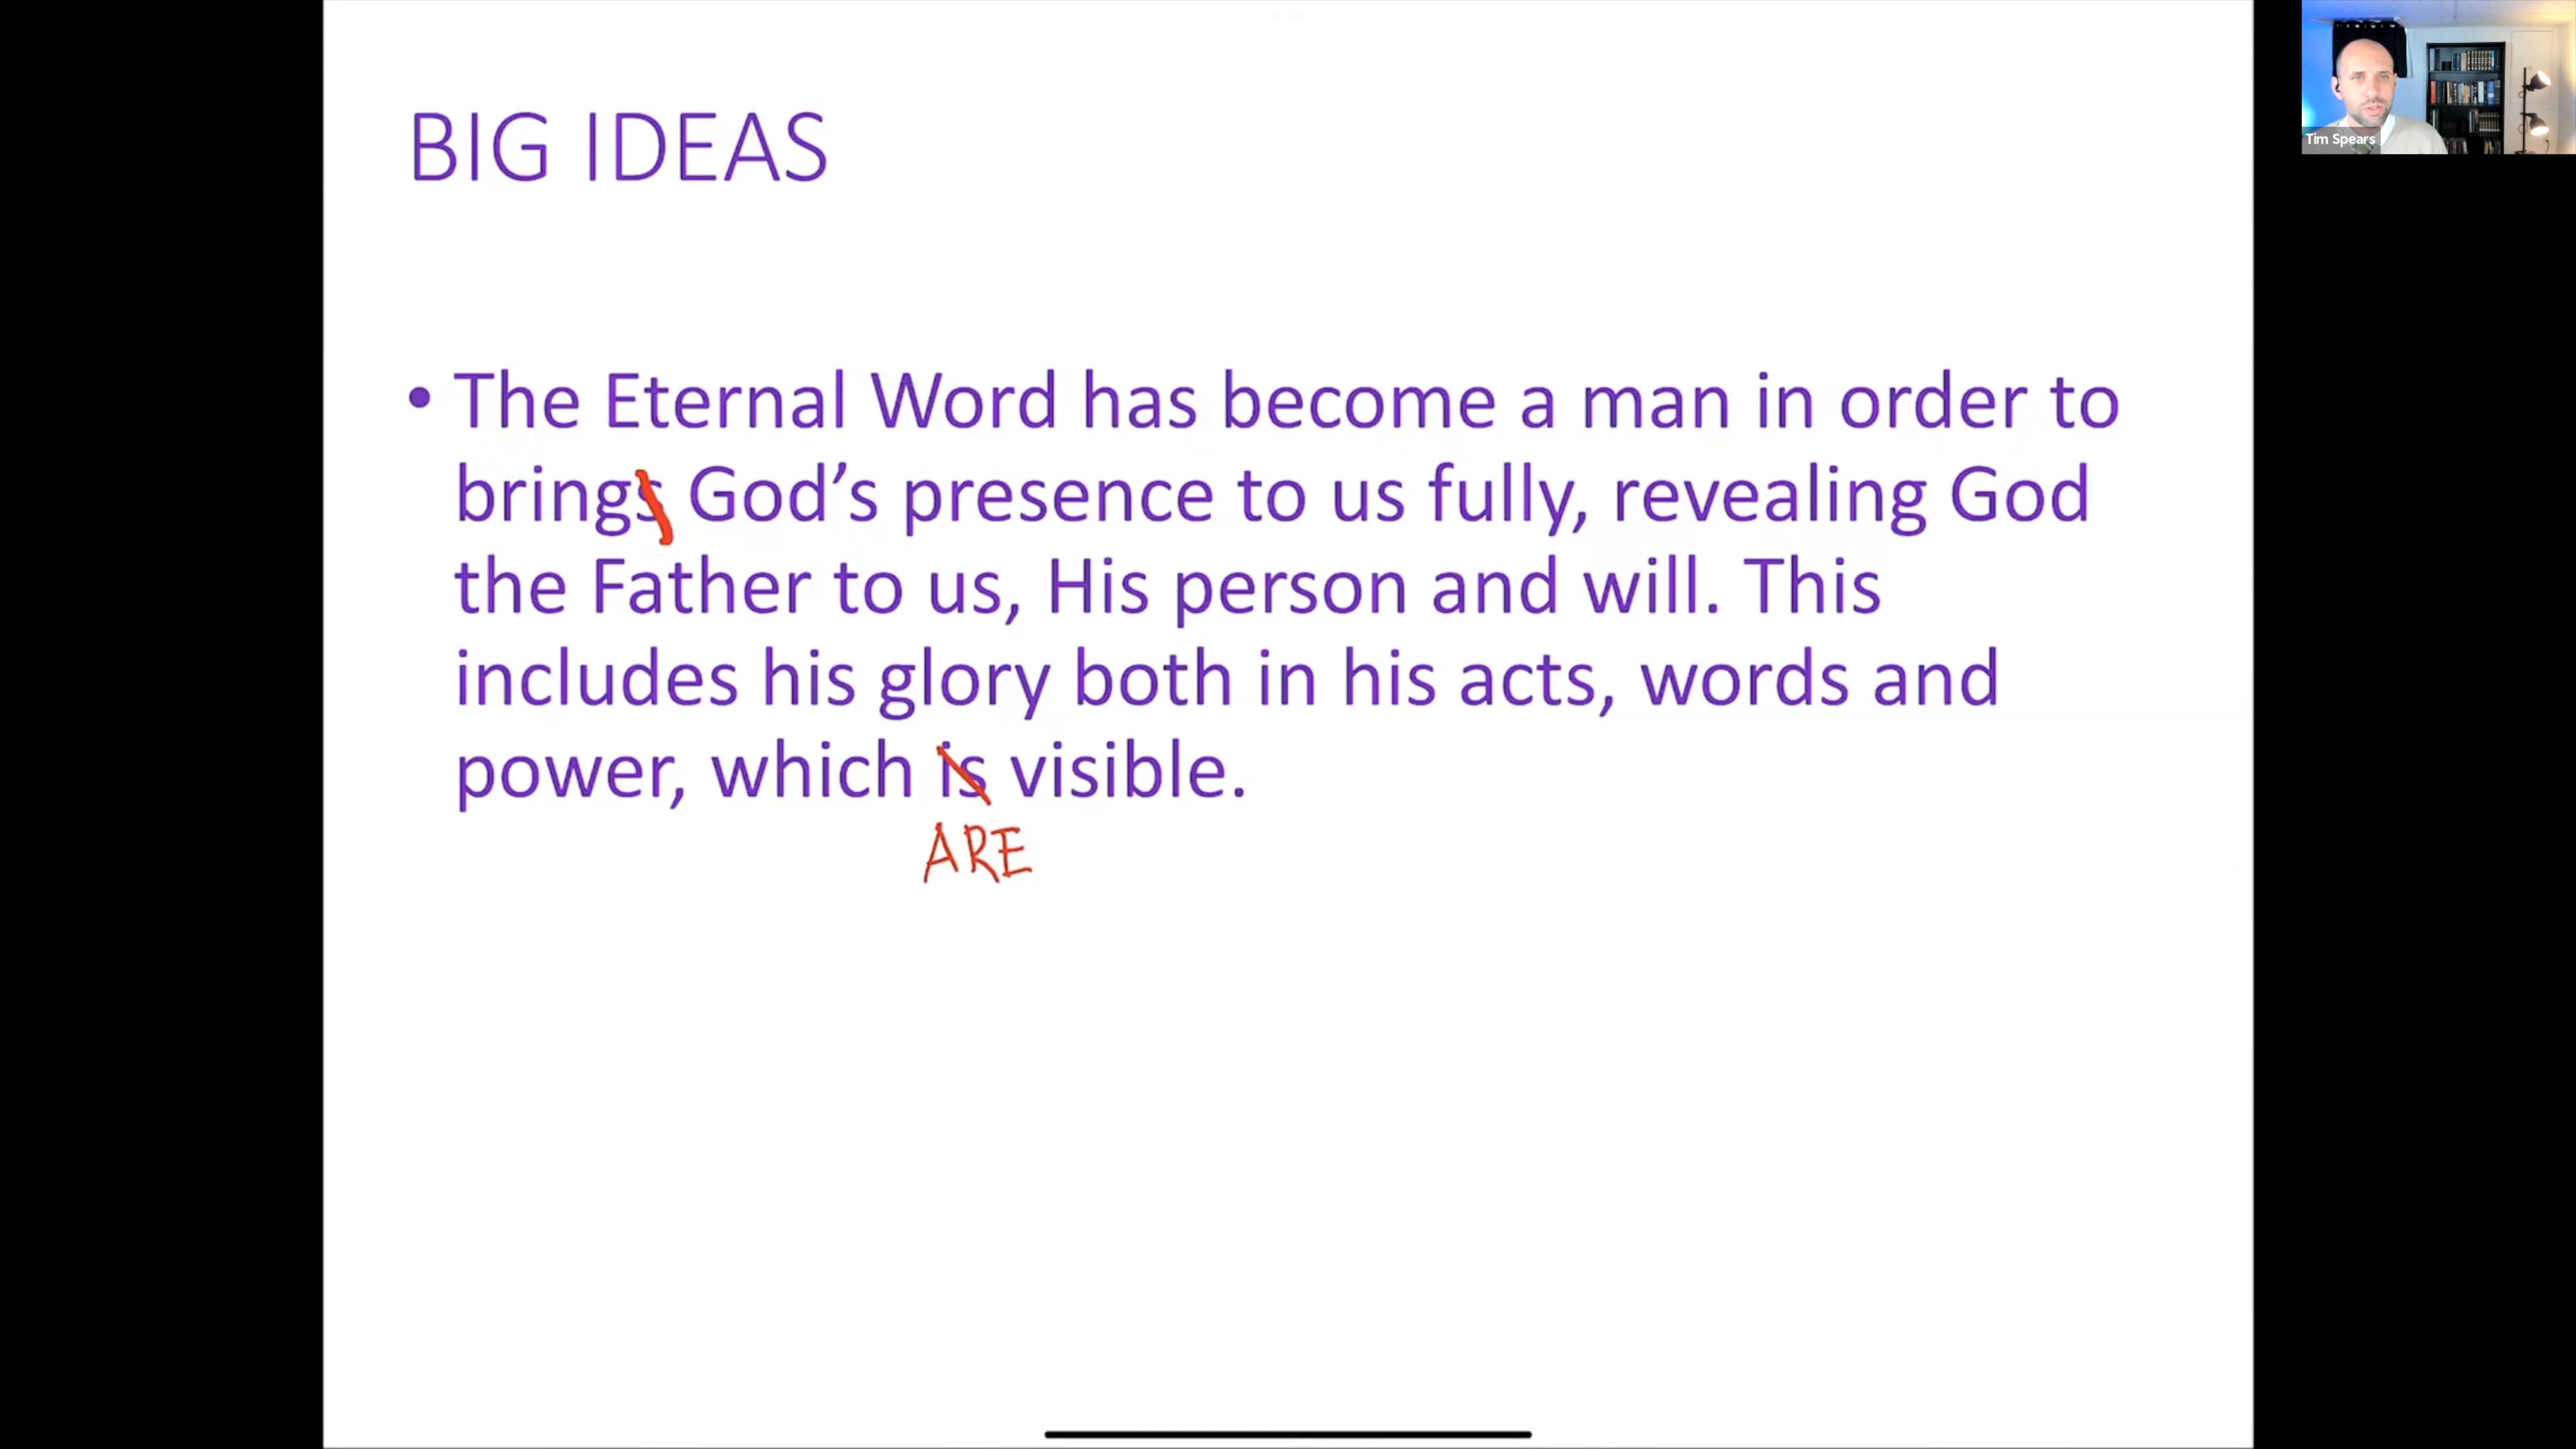 BIG IDEAS
Tim Spears
• The Eternal Word has become a man in order to
brings God's presence to us fully, revealing God
the Father to us, His person and will. This
includes his glory both in his acts, words and
power, which is visible.
ARE